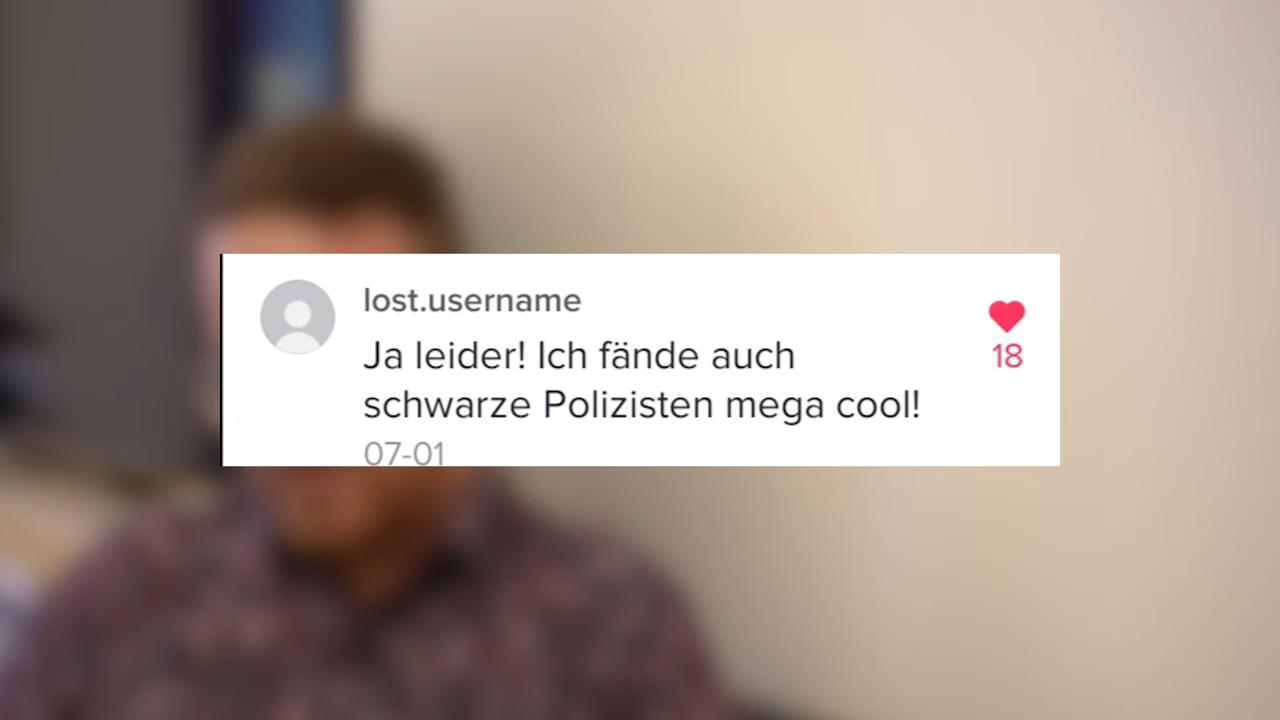 lost.username
Ja leider! Ich fände auch
schwarze Polizisten mega cool!
07-01
18